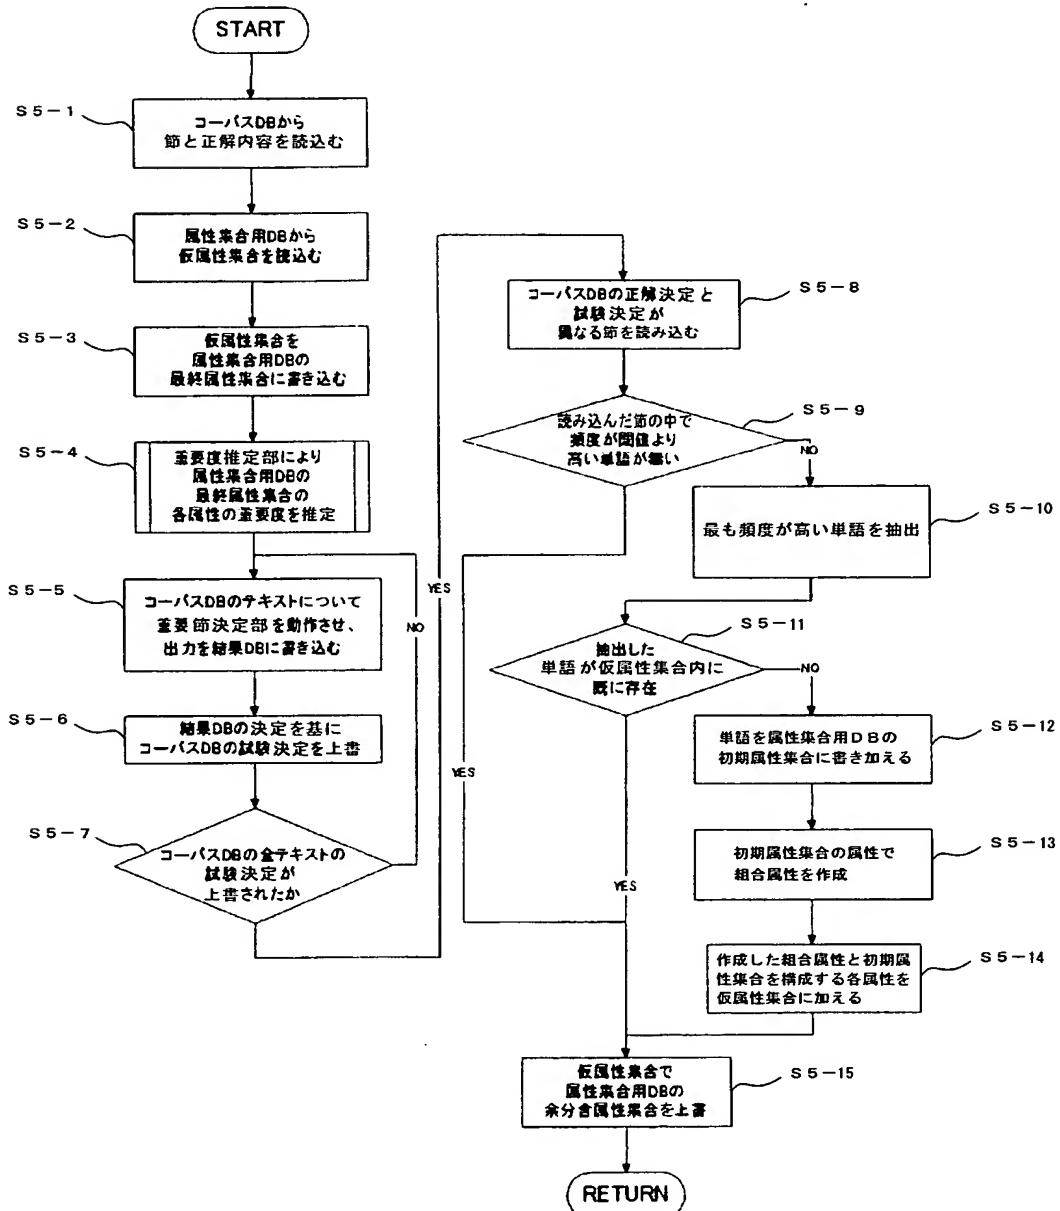 START
S5-1
コーパスDBから
節と正解内容を読込む
S5-2
属性集合用DBから
仮属性集合を読込む
S5-3
仮属性集合を
属性集合用DBの
最終属性集合に書き込む
S5-4
重要度推定部により
属性集合用DBの
最終属性集合の
各属性の重要度を推定
S5-5
コーパスDBのテキストについて
重要節決定部を動作させ、
出力を結果DBに書き込む
NO
S5-6
結果DBの決定を基に
コーパスDBの試験決定を上書
S5-7
コーパスDBの全テキストの
試験決定が
上書されたか
YES
S5-8
コーパスDBの正解決定と
試験決定が
異なる節を読み込む
S5-9
読み込んだ節の中で
頻度が閾値より
高い単語が無い
NO
YES
S5-10
最も頻度が高い単語を抽出
S5-11
抽出した
単語が仮属性集合内に
既に存在
NO
YES
S5-12
単語を属性集合用DBの
初期属性集合に書き加える
S5-13
初期属性集合の属性で
組合属性を作成
S5-14
作成した組合属性と初期属
性集合を構成する各属性を
仮属性集合に加える
S5-15
仮属性集合で
属性集合用DBの
余分含属性集合を上書
RETURN